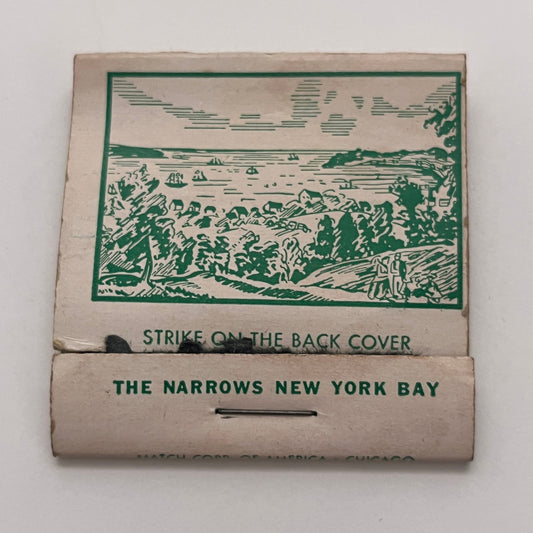 STRIKE ON THE BACK COVER
THE NARROWS NEW YORK BAY
MATCH CORP. OF AMERICA • CHICAGO